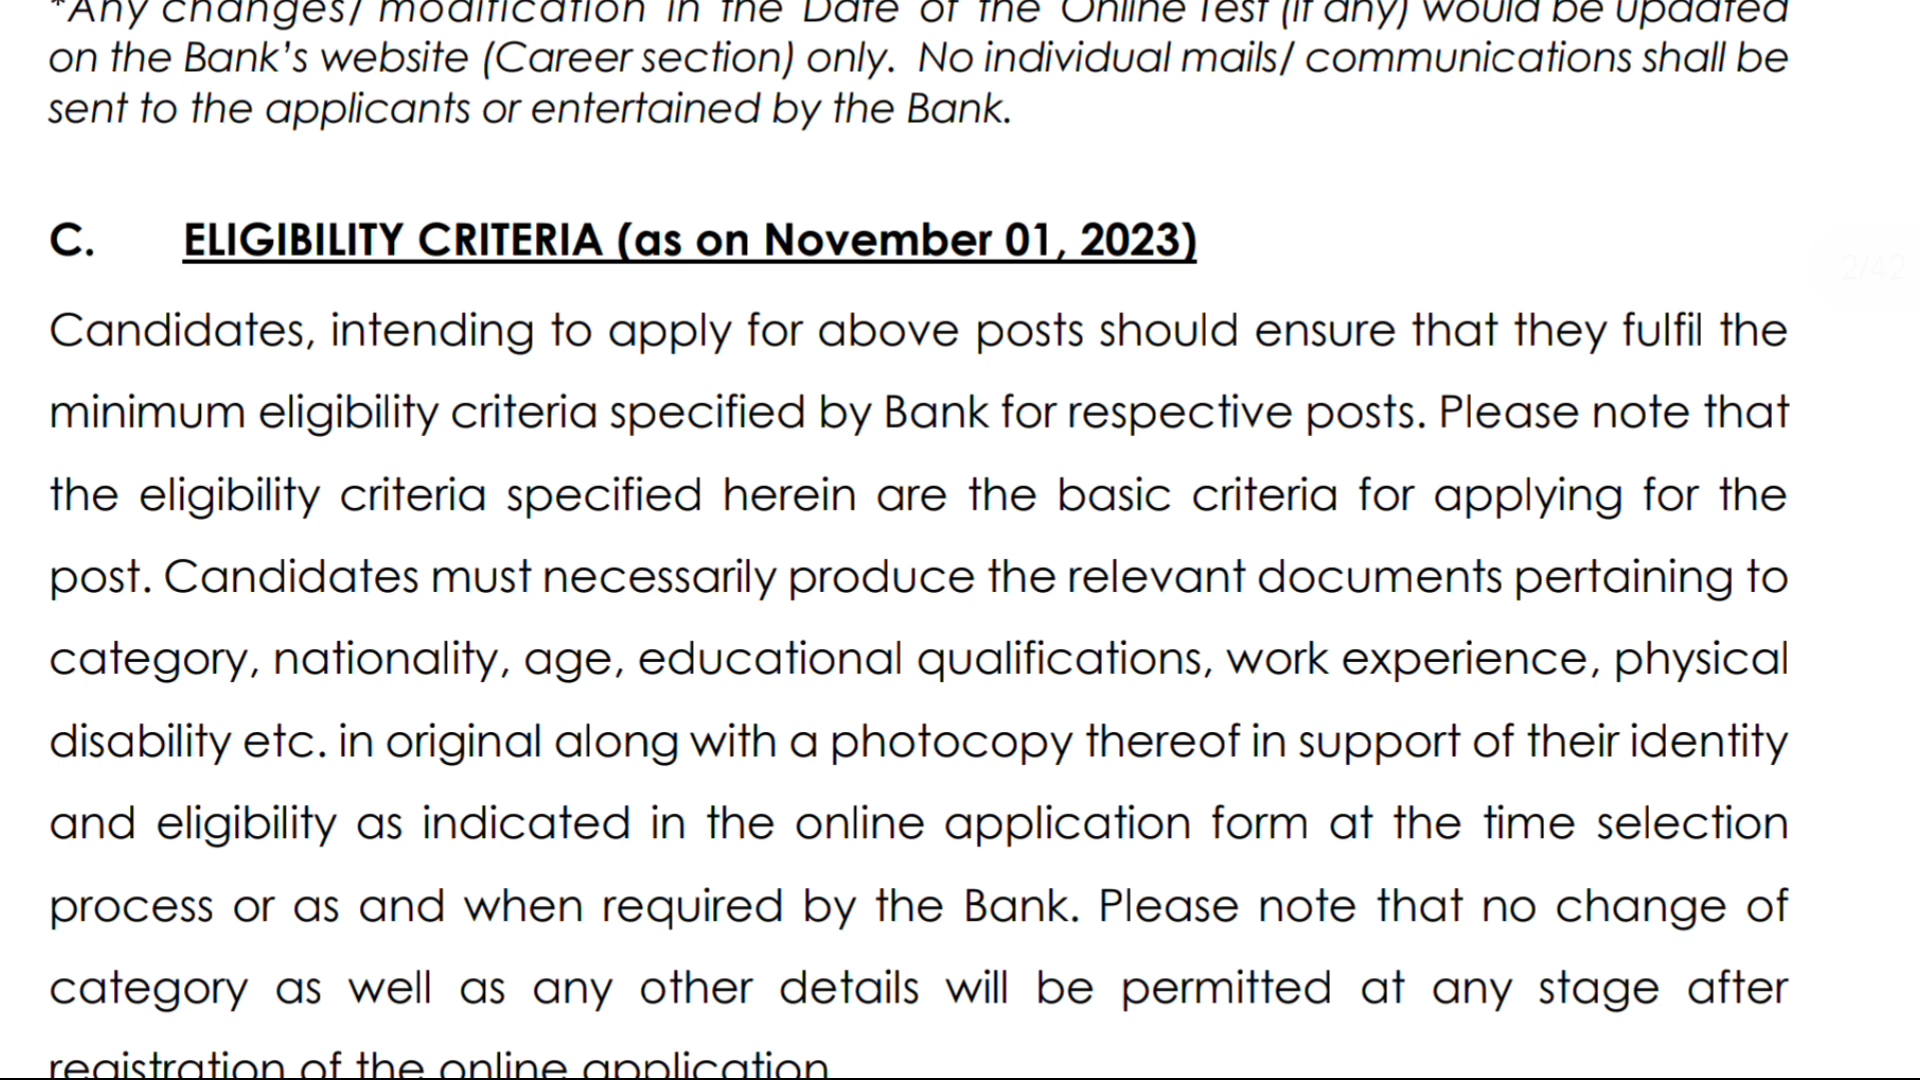 *Any changes/ modification in the Date of the Online Test (if any) would be updated
on the Bank's website (Career section) only. No individual mails/ communications shall be
sent to the applicants or entertained by the Bank.
C. ELIGIBILITY CRITERIA (as on November 01, 2023)
2/42
Candidates, intending to apply for above posts should ensure that they fulfil the
minimum eligibility criteria specified by Bank for respective posts. Please note that
the eligibility criteria specified herein are the basic criteria for applying for the
post. Candidates must necessarily produce the relevant documents pertaining to
category, nationality, age, educational qualifications, work experience, physical
disability etc. in original along with a photocopy thereof in support of their identity
and eligibility as indicated in the online application form at the time selection
process or as and when required by the Bank. Please note that no change of
category as well as any other details will be permitted at any stage after
registration of the online application